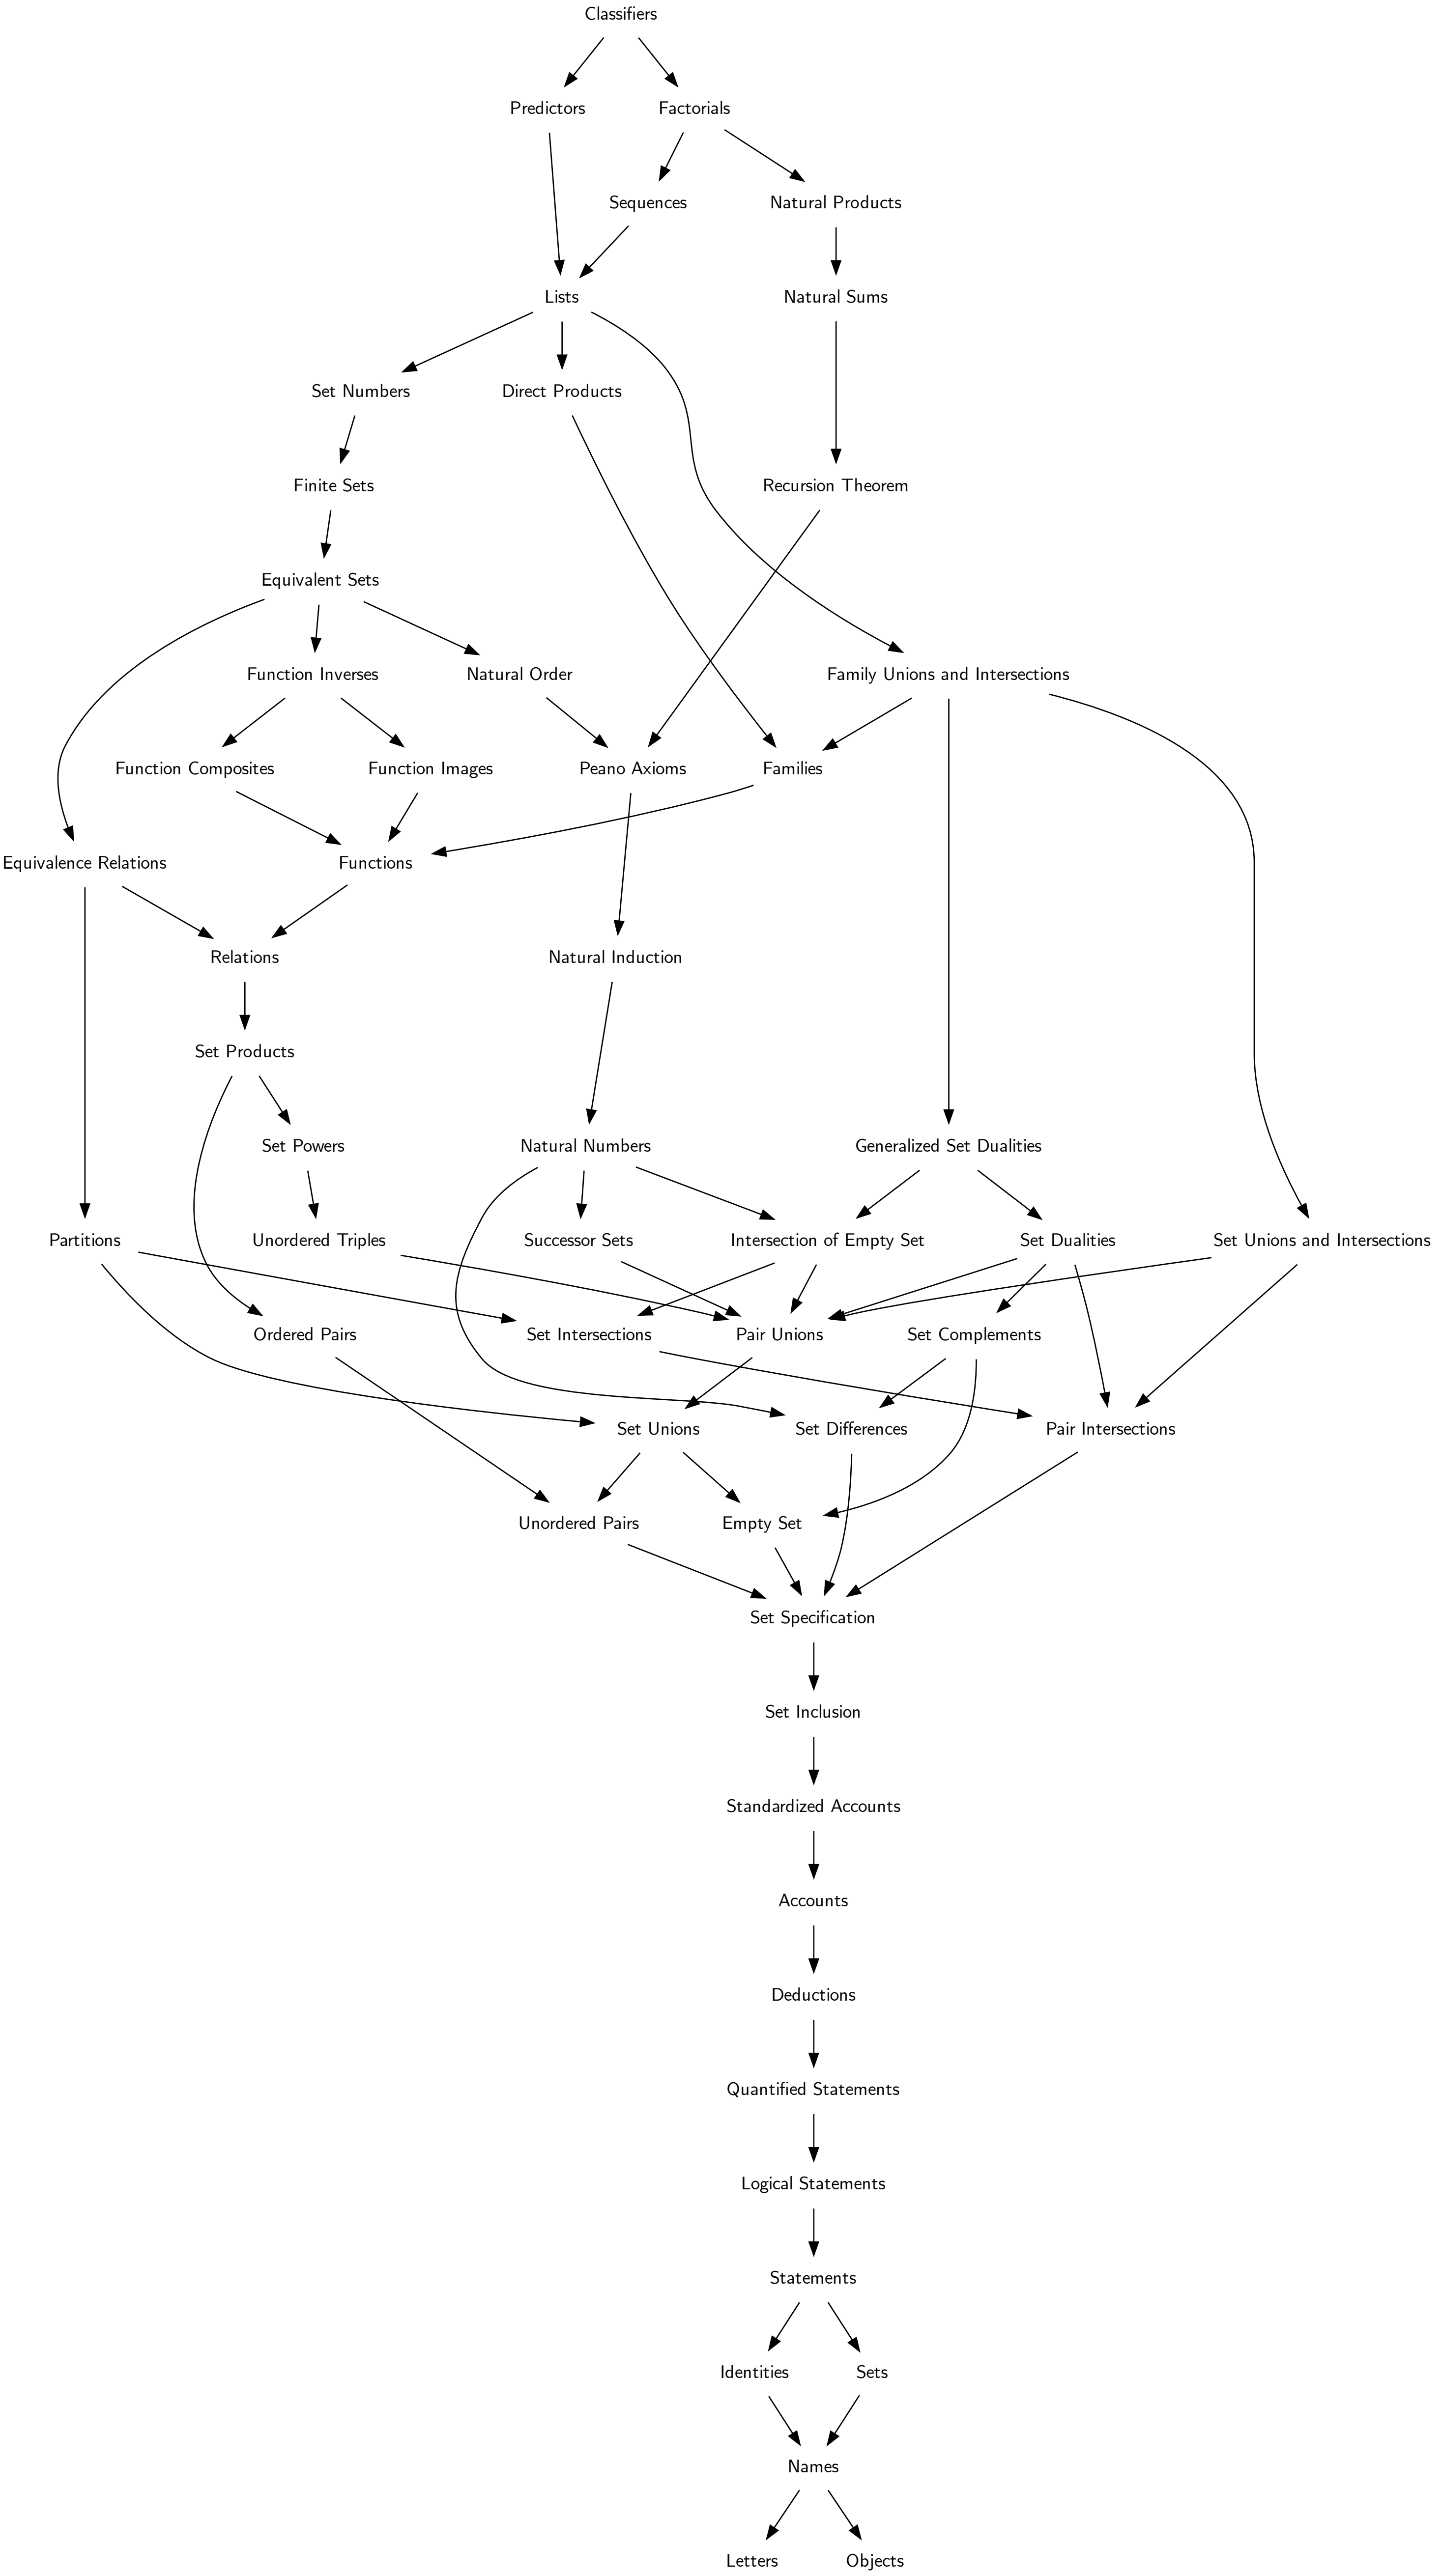 Classifiers
Predictors
Factorials
Sequences
Natural Products
Lists
Natural Sums
Set Numbers
Direct Products
Finite Sets
Recursion Theorem
Equivalent Sets
Function Inverses
Natural Order
Family Unions and Intersections
Function Composites
Function Images
Peano Axioms
Families
Equivalence Relations
Functions
Relations
Natural Induction
Set Products
Set Powers
Natural Numbers
Generalized Set Dualities
Partitions
Unordered Triples
Successor Sets
Intersection of Empty Set
Set Dualities
Set Unions and Intersections
Ordered Pairs
Set Intersections
Pair Unions
Set Complements
Set Unions
Set Differences
Pair Intersections
Unordered Pairs
Empty Set
Set Specification
Set Inclusion
Standardized Accounts
Accounts
Deductions
Quantified Statements
Logical Statements
Statements
Identities
Sets
Names
Letters
Objects